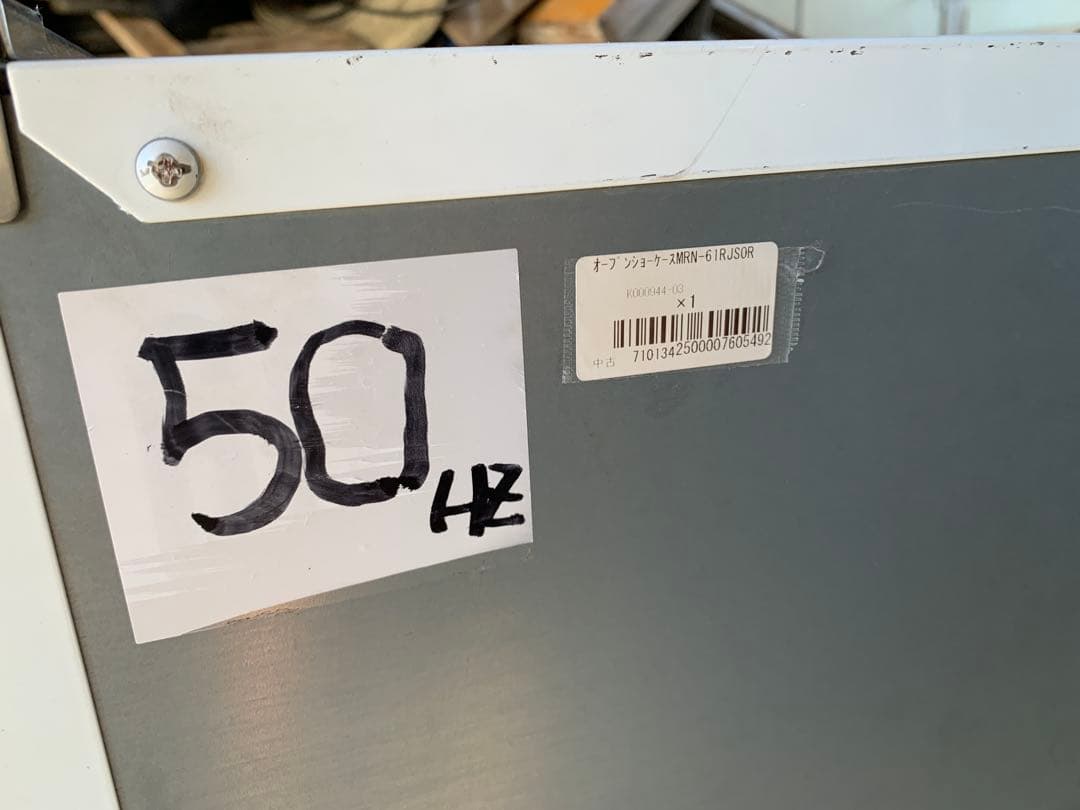 50 HZ
ｵｰﾌﾟﾝｼｮｰｹｰｽMRN-61RJSOR
K000944-03
×1
中古 7101342500007605492